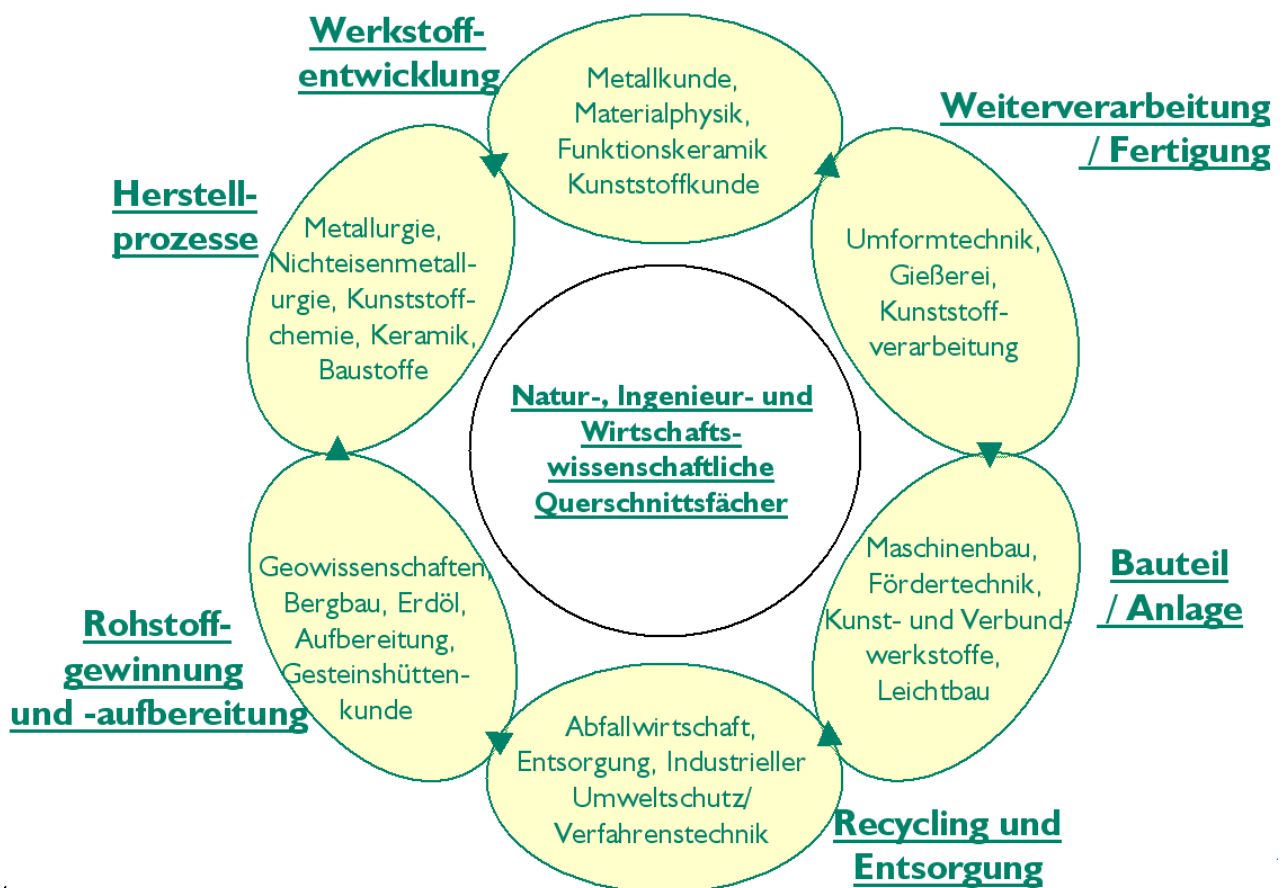 Werkstoff-
entwicklung
Metallkunde,
Materialphysik,
Funktionskeramik
Kunststoffkunde
Weiterverarbeitung
/ Fertigung
Umformtechnik,
Gießerei,
Kunststoff-
verarbeitung
Herstell-
prozesse
Metallurgie,
Nichteisenmetall-
urgie, Kunststoff-
chemie, Keramik,
Baustoffe
Natur-, Ingenieur- und
Wirtschafts-
wissenschaftliche
Querschnittsfächer
Maschinenbau,
Fördertechnik,
Kunst- und Verbund-
werkstoffe,
Leichtbau
Bauteil
/ Anlage
Rohstoff-
gewinnung
und -aufbereitung
Geowissenschaften,
Bergbau, Erdöl,
Aufbereitung,
Gesteinshütten-
kunde
Abfallwirtschaft,
Entsorgung, Industrieller
Umweltschutz/
Verfahrenstechnik
Recycling und
Entsorgung